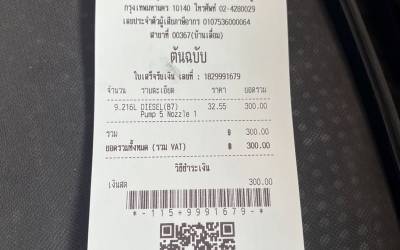 กรุงเทพมหานคร 10140 โทรศัพท์ 02-4280029
เลขประจำตัวผู้เสียภาษีอากร 0107536000064
สาขาที่ 00367(บ้านเลื่อม)
ต้นฉบับ
ใบเสร็จรับเงิน เลขที่ : 1829991679
จำนวน รายละเอียด ราคา ยอดรวม
9.216L DIESEL(B7) 32.55 300.00
Pump 5 Nozzle 1
รวม ฿ 300.00
ยอดรวมทั้งหมด (รวม VAT) ฿ 300.00
วิธีชำระเงิน
เงินสด 300.00
*-115+9991679-*